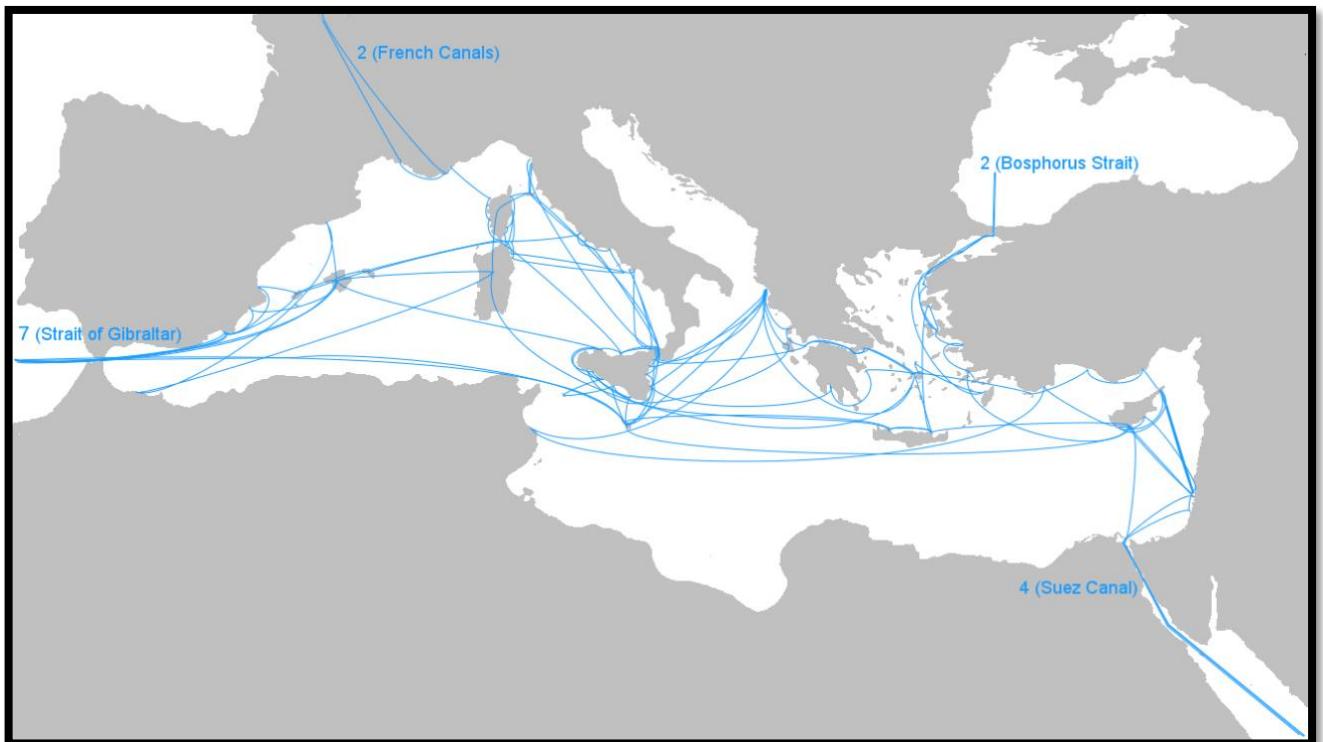 2 (French Canals)
2 (Bosphorus Strait)
7 (Strait of Gibraltar)
4 (Suez Canal)